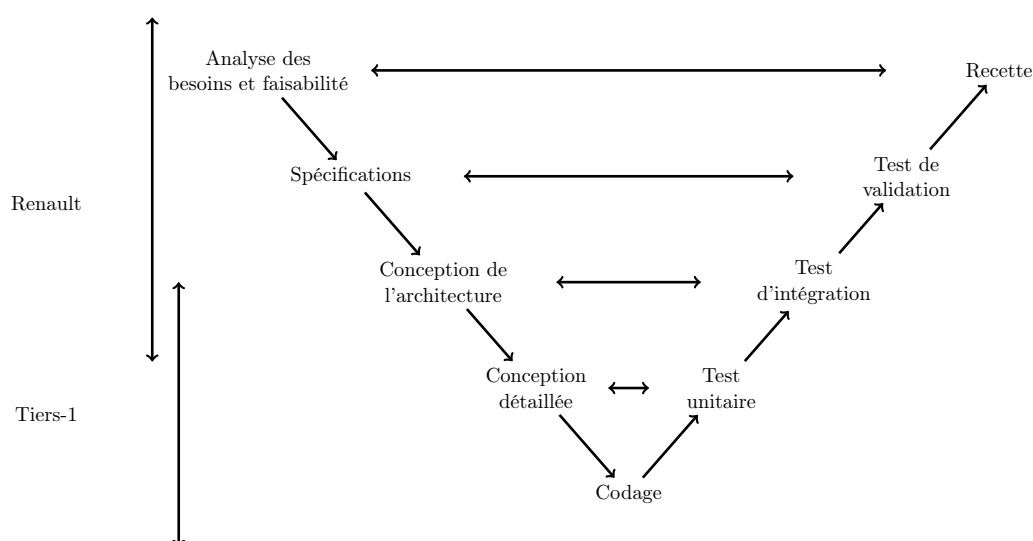 Analyse des
besoins et faisabilité
Recette
Spécifications
Test de
validation
Renault
Conception de
l'architecture
Test
d'intégration
Conception
détaillée
Test
unitaire
Tiers-1
Codage